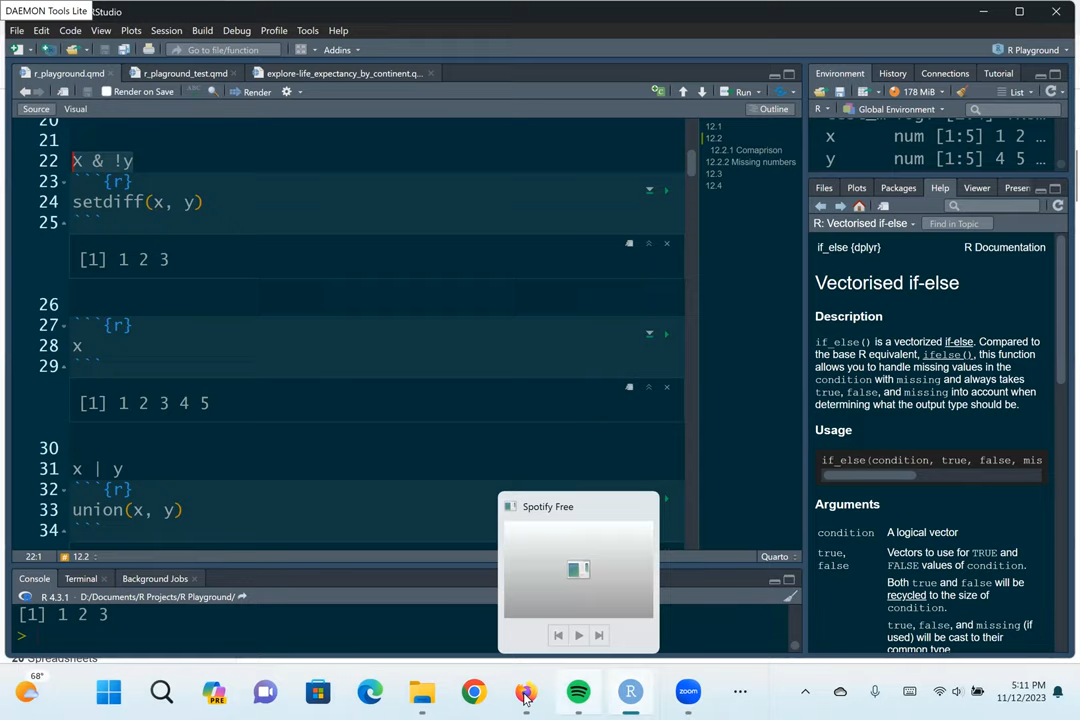 DAEMON Tools Lite
RStudio
File Edit Code View Plots Session Build Debug Profile Tools Help
Go to file/function Addins R Playground
r_playground.qmd r_plaground_test.qmd explore-life_expectancy_by_continent.q...
Render on Save ABC Render Run
Source Visual Outline
20
21
22 x & !y
23 ```{r}
24 setdiff(x, y)
25 ```
[1] 1 2 3
26
27 ```{r}
28 x
29 ```
[1] 1 2 3 4 5
30
31 x | y
32 ```{r}
33 union(x, y)
34 ```
22:1 # 12.2 Quarto
12.1
12.2
12.2.1 Comaprison
12.2.2 Missing numbers
12.3
12.4
Console Terminal Background Jobs
R 4.3.1 · D:/Documents/R Projects/R Playground/
[1] 1 2 3
>
Environment History Connections Tutorial
178 MiB List
R Global Environment
x num [1:5] 1 2
y num [1:5] 4 5
Files Plots Packages Help Viewer Presen
R: Vectorised if-else Find in Topic
if_else {dplyr} R Documentation
Vectorised if-else
Description
if_else() is a vectorized if-else. Compared to
the base R equivalent, ifelse(), this function
allows you to handle missing values in the
condition with missing and always takes
true, false, and missing into account when
determining what the output type should be.
Usage
if_else(condition, true, false, mis
Arguments
condition A logical vector
true, false Vectors to use for TRUE and
FALSE values of condition.
Both true and false will be
recycled to the size of
condition.
true, false, and missing (if
used) will be cast to their
common type.
Spotify Free
20 Spreadsheets
68°
PRE
R
zoom
5:11 PM
11/12/2023